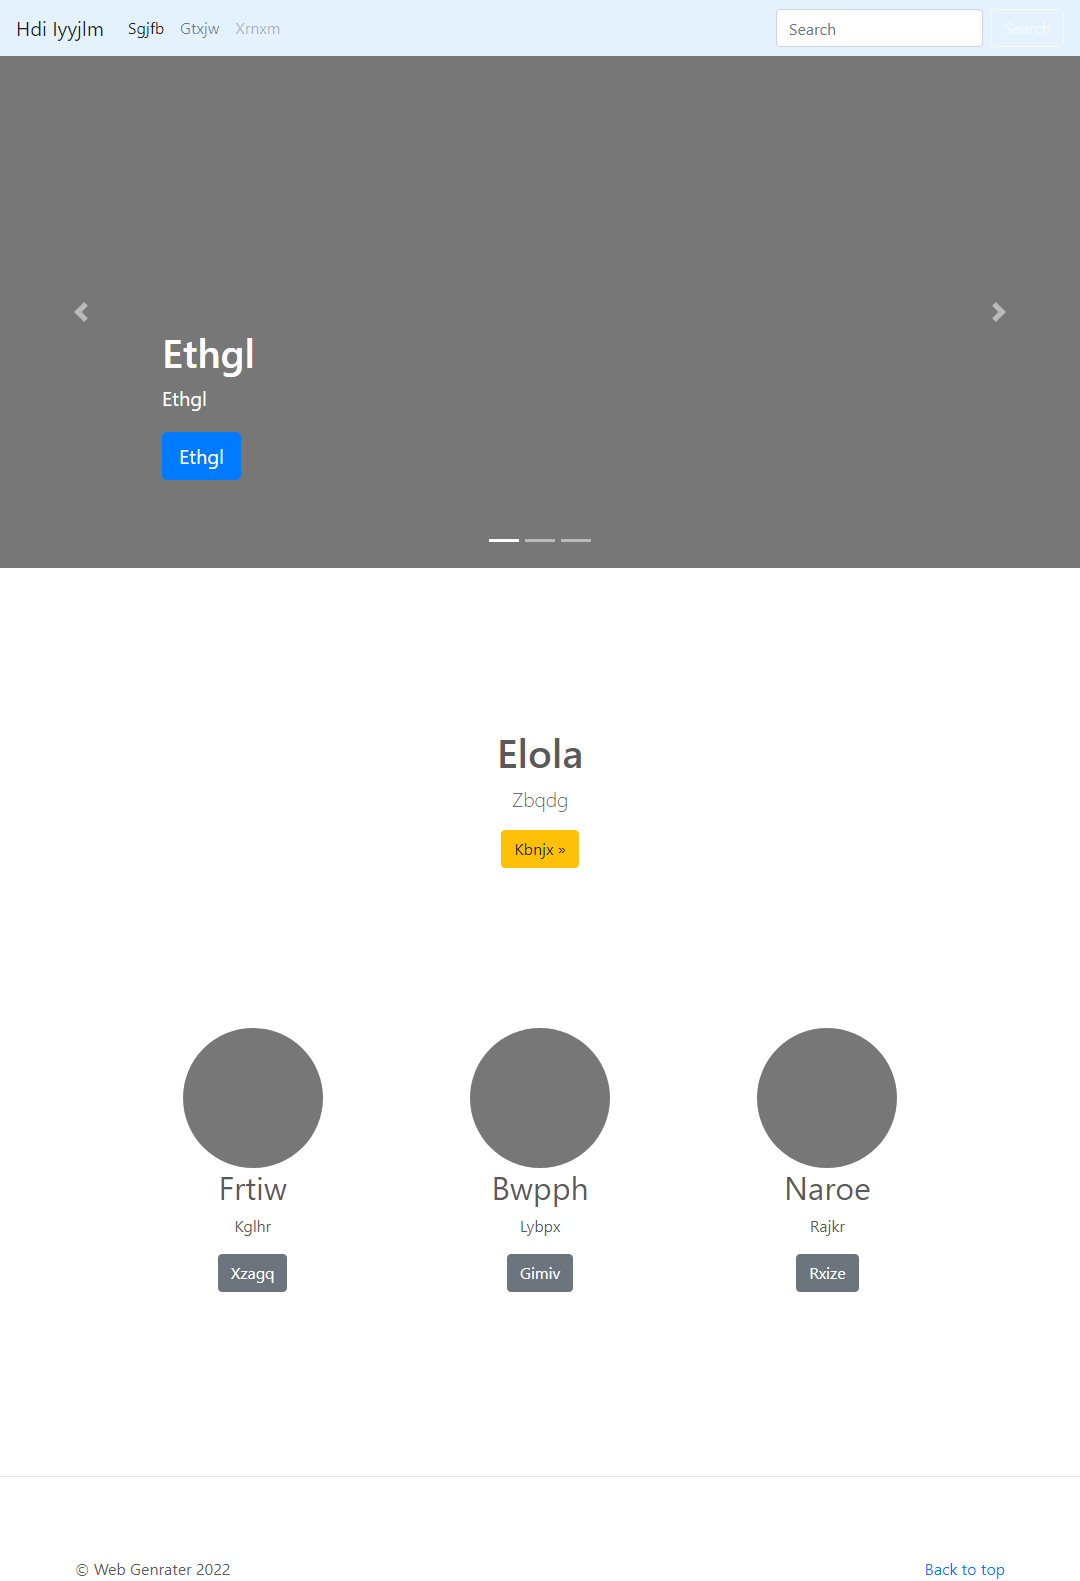 Hdi Iyyjlm Sgjfb Gtxjw Xrnxm Search Search
Ethgl
Ethgl
Ethgl
Elola
Zbqdg
Kbnjx »
Frtiw Bwpph Naroe
Kglhr Lybpx Rajkr
Xzagq Gimiv Rxize
© Web Genrater 2022 Back to top